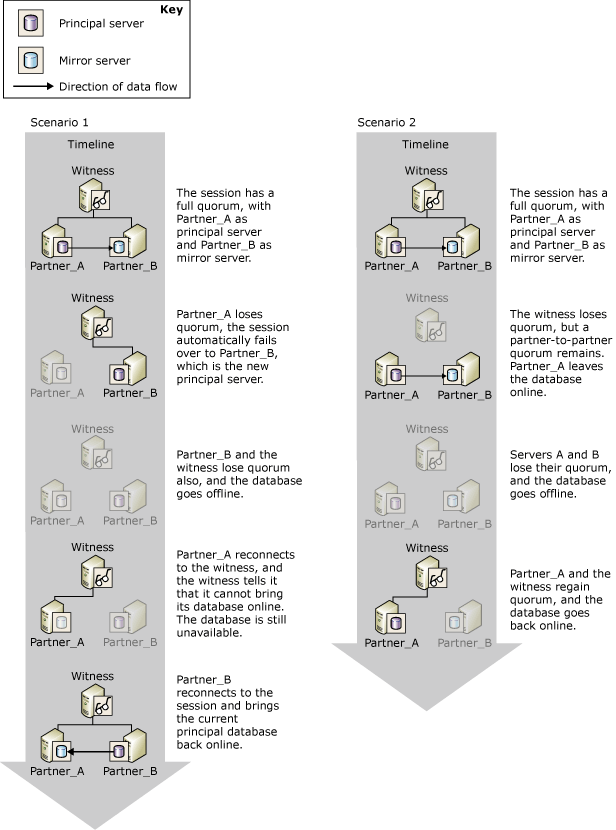 Key
Principal server
Mirror server
Direction of data flow
Scenario 1
Timeline
Witness
Partner_A
Partner_B
The session has a
full quorum, with
Partner_A as
principal server
and Partner_B as
mirror server.
Witness
Partner_A
Partner_B
Partner_A loses
quorum, the session
automatically fails
over to Partner_B,
which is the new
principal server.
Witness
Partner_A
Partner_B
Partner_B and the
witness lose quorum
also, and the database
goes offline.
Witness
Partner_A
Partner_B
Partner_A reconnects
to the witness, and
the witness tells it
that it cannot bring
its database online.
The database is still
unavailable.
Witness
Partner_A
Partner_B
Partner_B
reconnects to the
session and brings
the current
principal database
back online.
Scenario 2
Timeline
Witness
Partner_A
Partner_B
The session has a
full quorum, with
Partner_A as
principal server
and Partner_B as
mirror server.
Witness
Partner_A
Partner_B
The witness loses
quorum, but a
partner-to-partner
quorum remains.
Partner_A leaves
the database
online.
Witness
Partner_A
Partner_B
Servers A and B
lose their quorum,
and the database
goes offline.
Witness
Partner_A
Partner_B
Partner_A and the
witness regain
quorum, and the
database goes
back online.